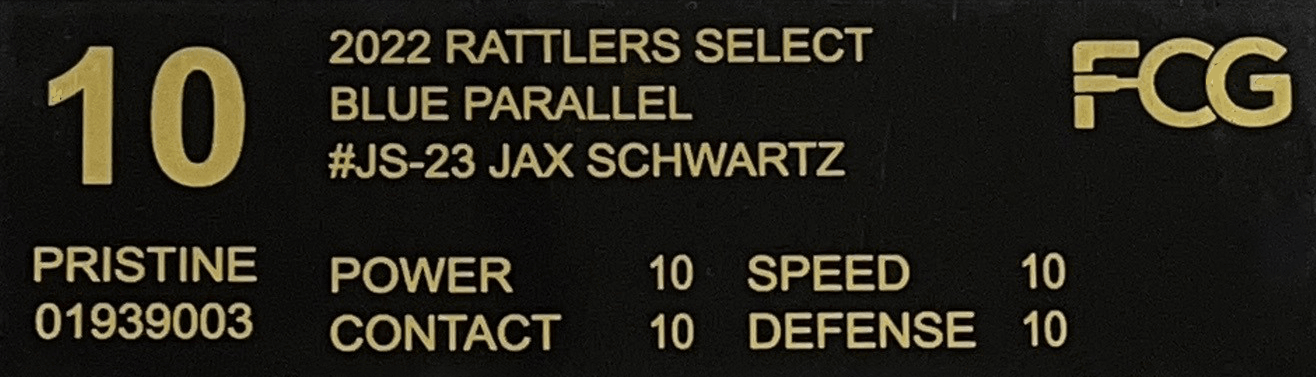 10
PRISTINE
01939003
2022 RATTLERS SELECT
BLUE PARALLEL
#JS-23 JAX SCHWARTZ
POWER 10 SPEED 10
CONTACT 10 DEFENSE 10
FCG